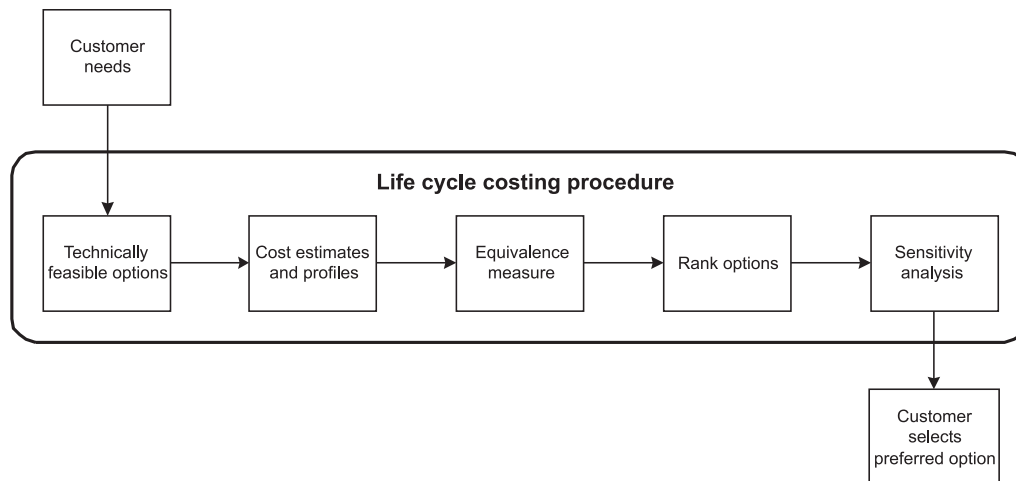 Customer
needs
Life cycle costing procedure
Technically
feasible options
Cost estimates
and profiles
Equivalence
measure
Rank options
Sensitivity
analysis
Customer
selects
preferred option